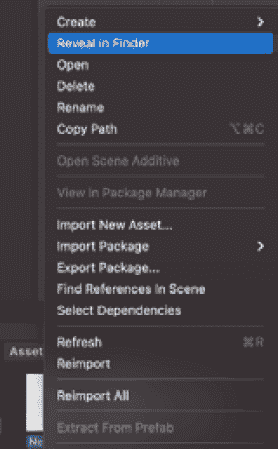 Create
Reveal in Finder
Open
Delete
Rename
Copy Path ⌥⌘C
Open Scene Additive
View in Package Manager
Import New Asset...
Import Package
Export Package...
Find References In Scene
Select Dependencies
Refresh ⌘R
Reimport
Reimport All
Extract From Prefab
Asset